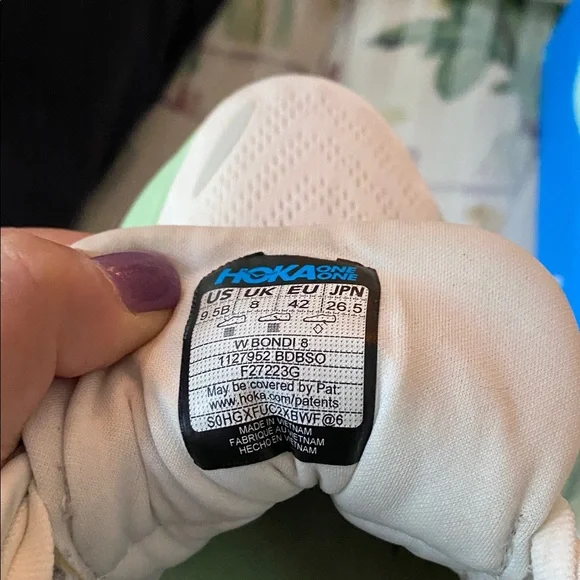 HOKA ONE ONE
US UK EU JPN
9.5B 8 42 26.5
W BONDI 8
1127952 BDBSO
F27223G
May be covered by Pat.
www.hoka.com/patents
S0HGXFUC2XBWF@6
MADE IN VIETNAM
FABRIQUE AU VIETNAM
HECHO EN VIETNAM